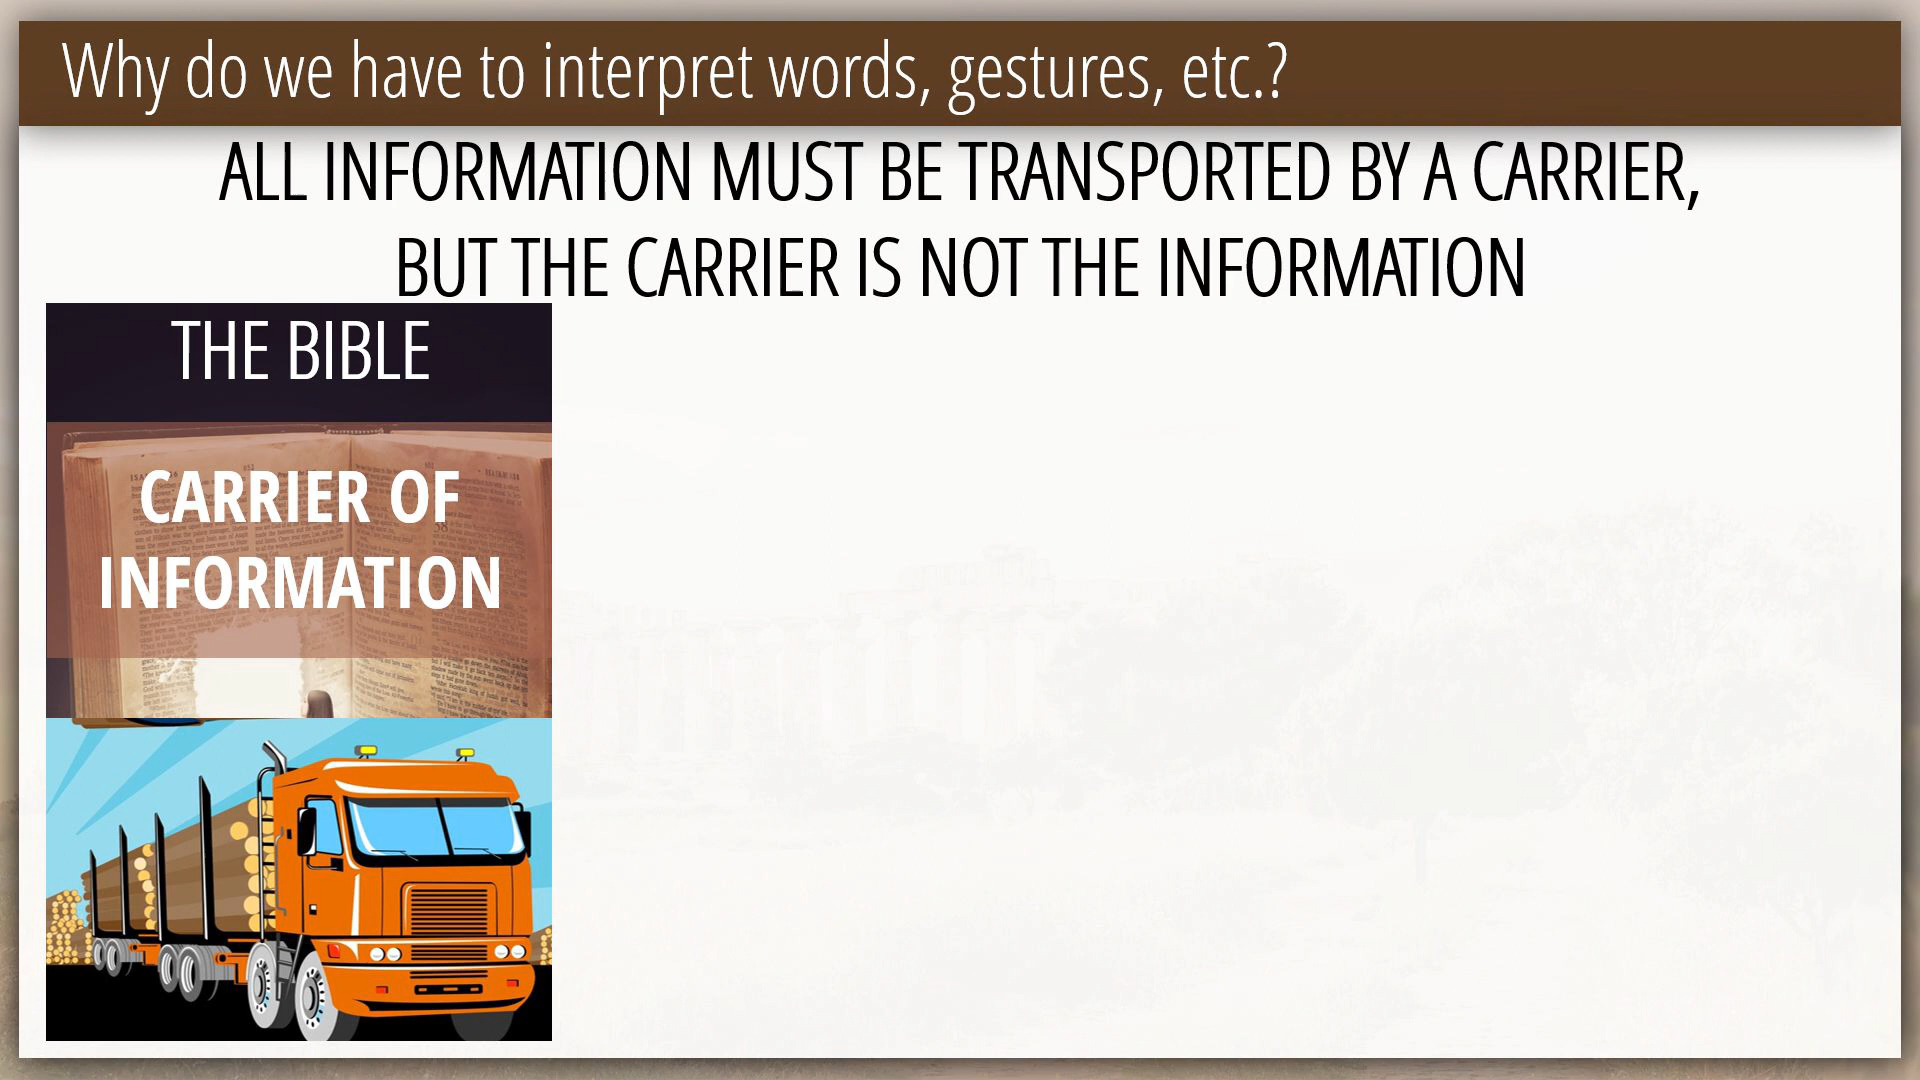 Why do we have to interpret words, gestures, etc.?
ALL INFORMATION MUST BE TRANSPORTED BY A CARRIER,
BUT THE CARRIER IS NOT THE INFORMATION
THE BIBLE
CARRIER OF
INFORMATION